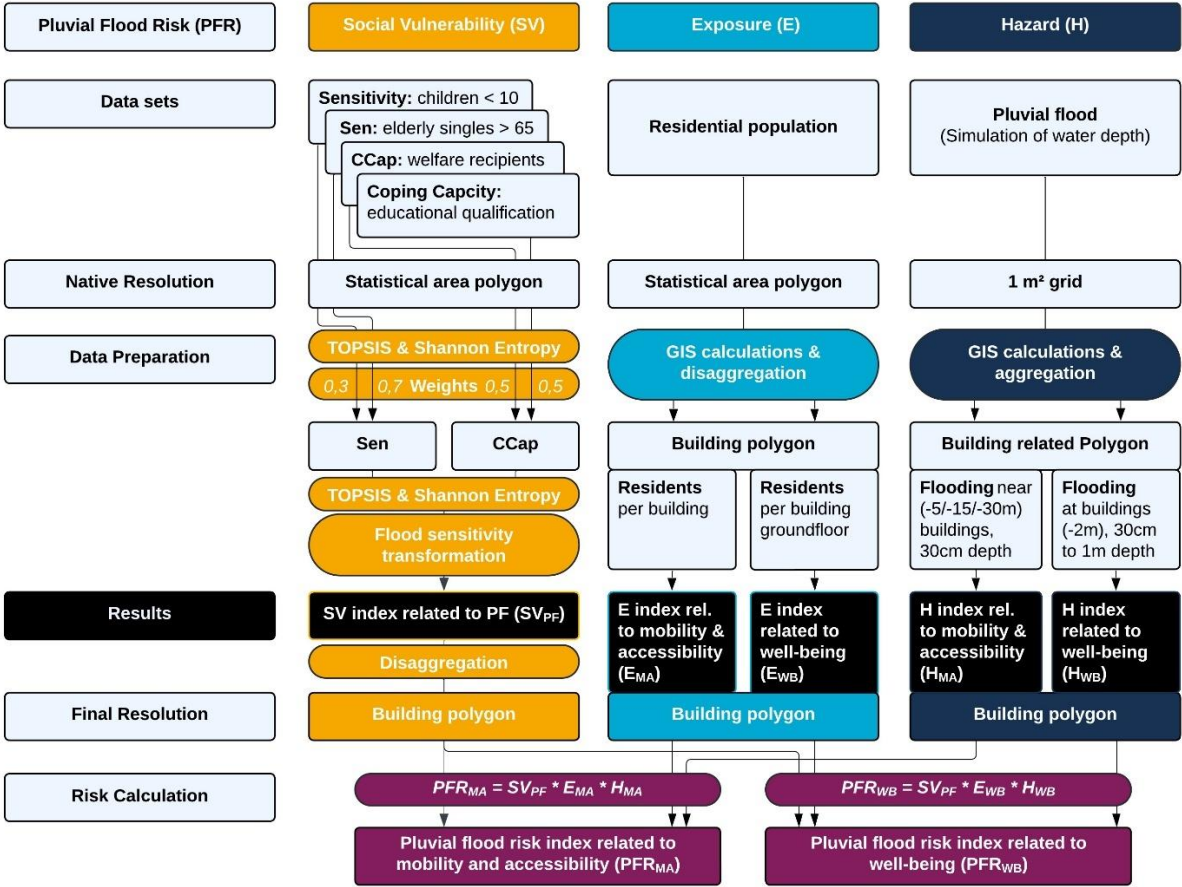 Pluvial Flood Risk (PFR)
Social Vulnerability (SV)
Exposure (E)
Hazard (H)
Data sets
Sensitivity: children < 10
Sen: elderly singles > 65
CCap: welfare recipients
Coping Capcity:
educational qualification
Residential population
Pluvial flood
(Simulation of water depth)
Native Resolution
Statistical area polygon
Statistical area polygon
1 m² grid
Data Preparation
TOPSIS & Shannon Entropy
0,3 0,7 Weights 0,5 0,5
GIS calculations &
disaggregation
GIS calculations &
aggregation
Sen
CCap
Building polygon
Building related Polygon
TOPSIS & Shannon Entropy
Flood sensitivity
transformation
Residents
per building
Residents
per building
groundfloor
Flooding near
(-5/-15/-30m)
buildings,
30cm depth
Flooding
at buildings
(-2m), 30cm
to 1m depth
Results
SV index related to PF (SVPF)
E index rel.
to mobility &
accessibility
(EMA)
E index
related to
well-being
(EWB)
H index rel.
to mobility &
accessibility
(HMA)
H index
related to
well-being
(HWB)
Disaggregation
Final Resolution
Building polygon
Building polygon
Building polygon
Risk Calculation
PFRMA = SVPF * EMA * HMA
PFRWB = SVPF * EWB * HWB
Pluvial flood risk index related to
mobility and accessibility (PFRMA)
Pluvial flood risk index related to
well-being (PFRWB)